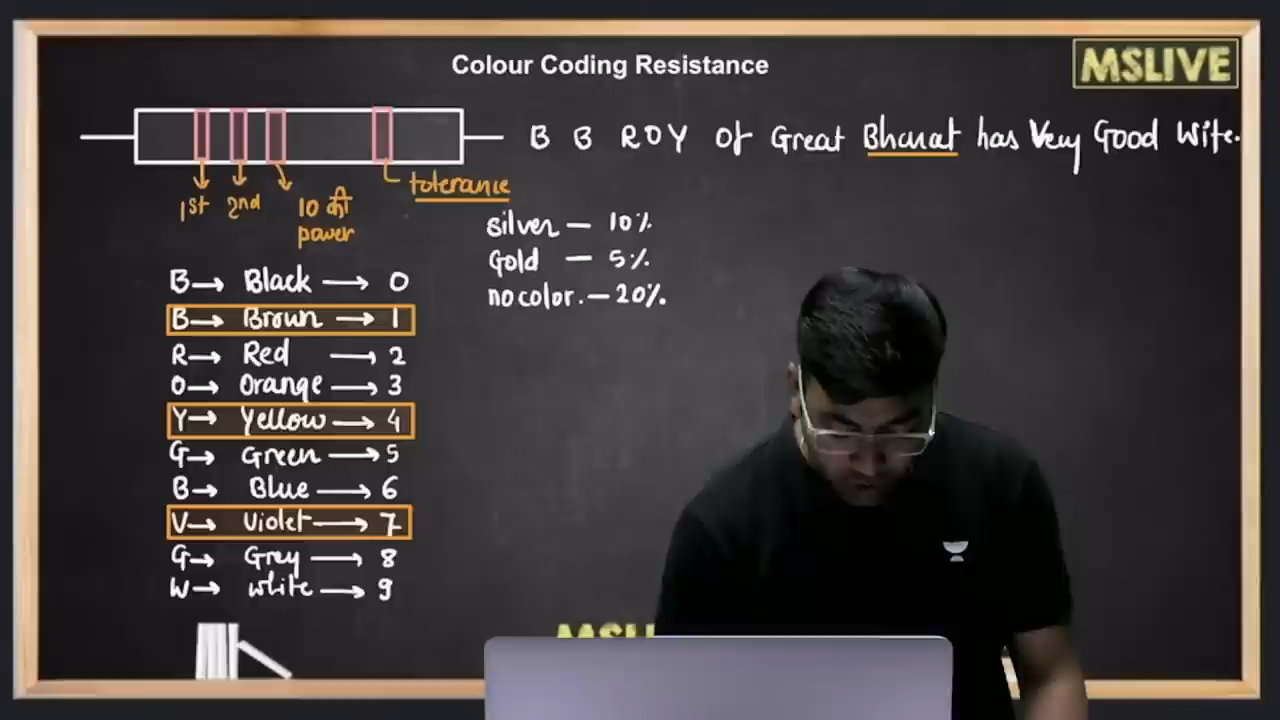 Colour Coding Resistance
MSLIVE
B B ROY Of Great Bharat has Very Good Wife.
tolerance
1st 2nd 10 की power
silver — 10%
Gold — 5%
no color. — 20%
B→ Black → 0
B→ Brown → 1
R→ Red → 2
O→ Orange → 3
Y→ Yellow → 4
G→ Green → 5
B→ Blue → 6
V→ Violet → 7
G→ Grey → 8
W→ white → 9